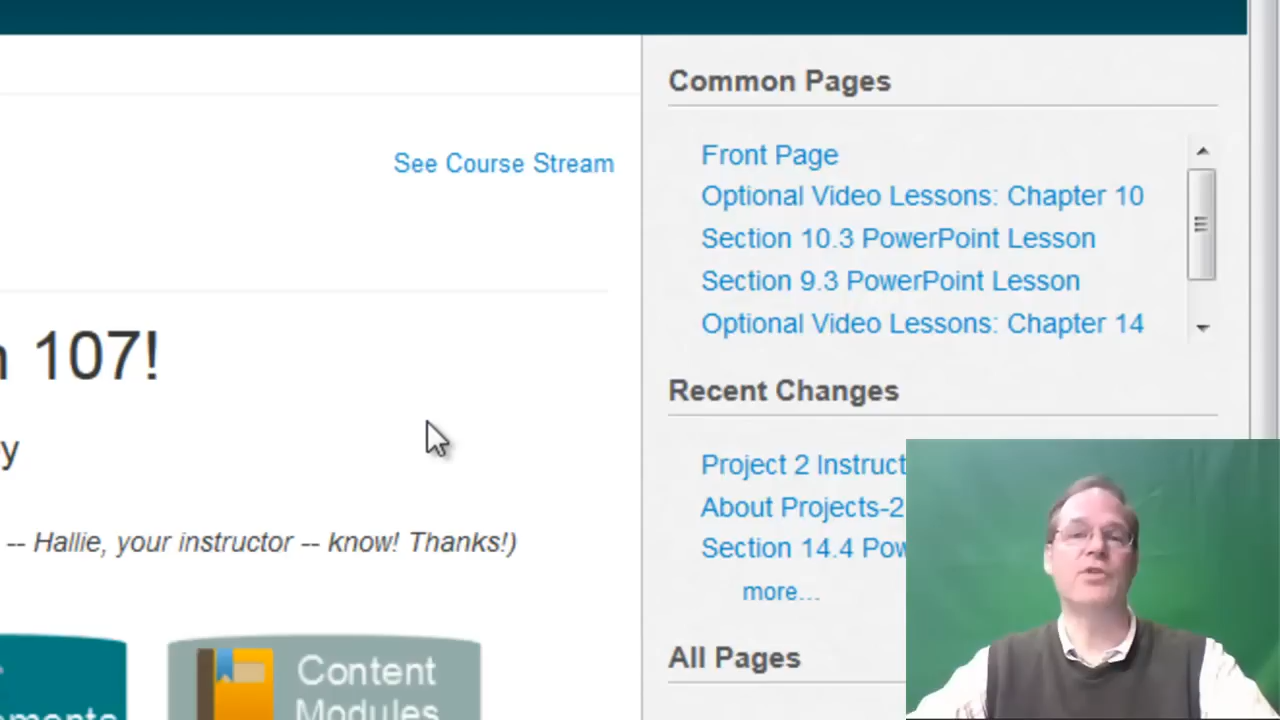 See Course Stream
107!
-- Hallie, your instructor -- know! Thanks!)
Content
Modules
Common Pages
Front Page
Optional Video Lessons: Chapter 10
Section 10.3 PowerPoint Lesson
Section 9.3 PowerPoint Lesson
Optional Video Lessons: Chapter 14
Recent Changes
Project 2 Instruct
About Projects-2
Section 14.4 Pow
more...
All Pages